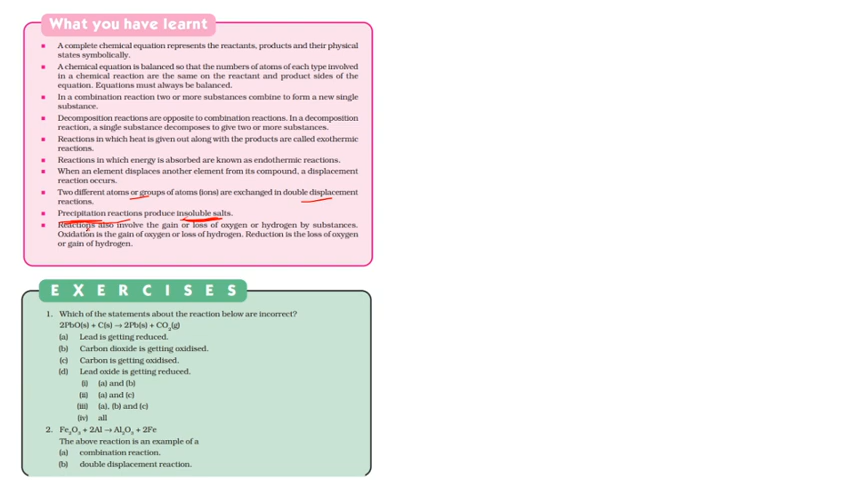 What you have learnt
▪ A complete chemical equation represents the reactants, products and their physical
states symbolically.
▪ A chemical equation is balanced so that the numbers of atoms of each type involved
in a chemical reaction are the same on the reactant and product sides of the
equation. Equations must always be balanced.
▪ In a combination reaction two or more substances combine to form a new single
substance.
▪ Decomposition reactions are opposite to combination reactions. In a decomposition
reaction, a single substance decomposes to give two or more substances.
▪ Reactions in which heat is given out along with the products are called exothermic
reactions.
▪ Reactions in which energy is absorbed are known as endothermic reactions.
▪ When an element displaces another element from its compound, a displacement
reaction occurs.
▪ Two different atoms or groups of atoms (ions) are exchanged in double displacement
reactions.
▪ Precipitation reactions produce insoluble salts.
▪ Reactions also involve the gain or loss of oxygen or hydrogen by substances.
Oxidation is the gain of oxygen or loss of hydrogen. Reduction is the loss of oxygen
or gain of hydrogen.
EXERCISES
1. Which of the statements about the reaction below are incorrect?
2PbO(s) + C(s) → 2Pb(s) + CO₂(g)
(a) Lead is getting reduced.
(b) Carbon dioxide is getting oxidised.
(c) Carbon is getting oxidised.
(d) Lead oxide is getting reduced.
(i) (a) and (b)
(ii) (a) and (c)
(iii) (a), (b) and (c)
(iv) all
2. Fe₂O₃ + 2Al → Al₂O₃ + 2Fe
The above reaction is an example of a
(a) combination reaction.
(b) double displacement reaction.